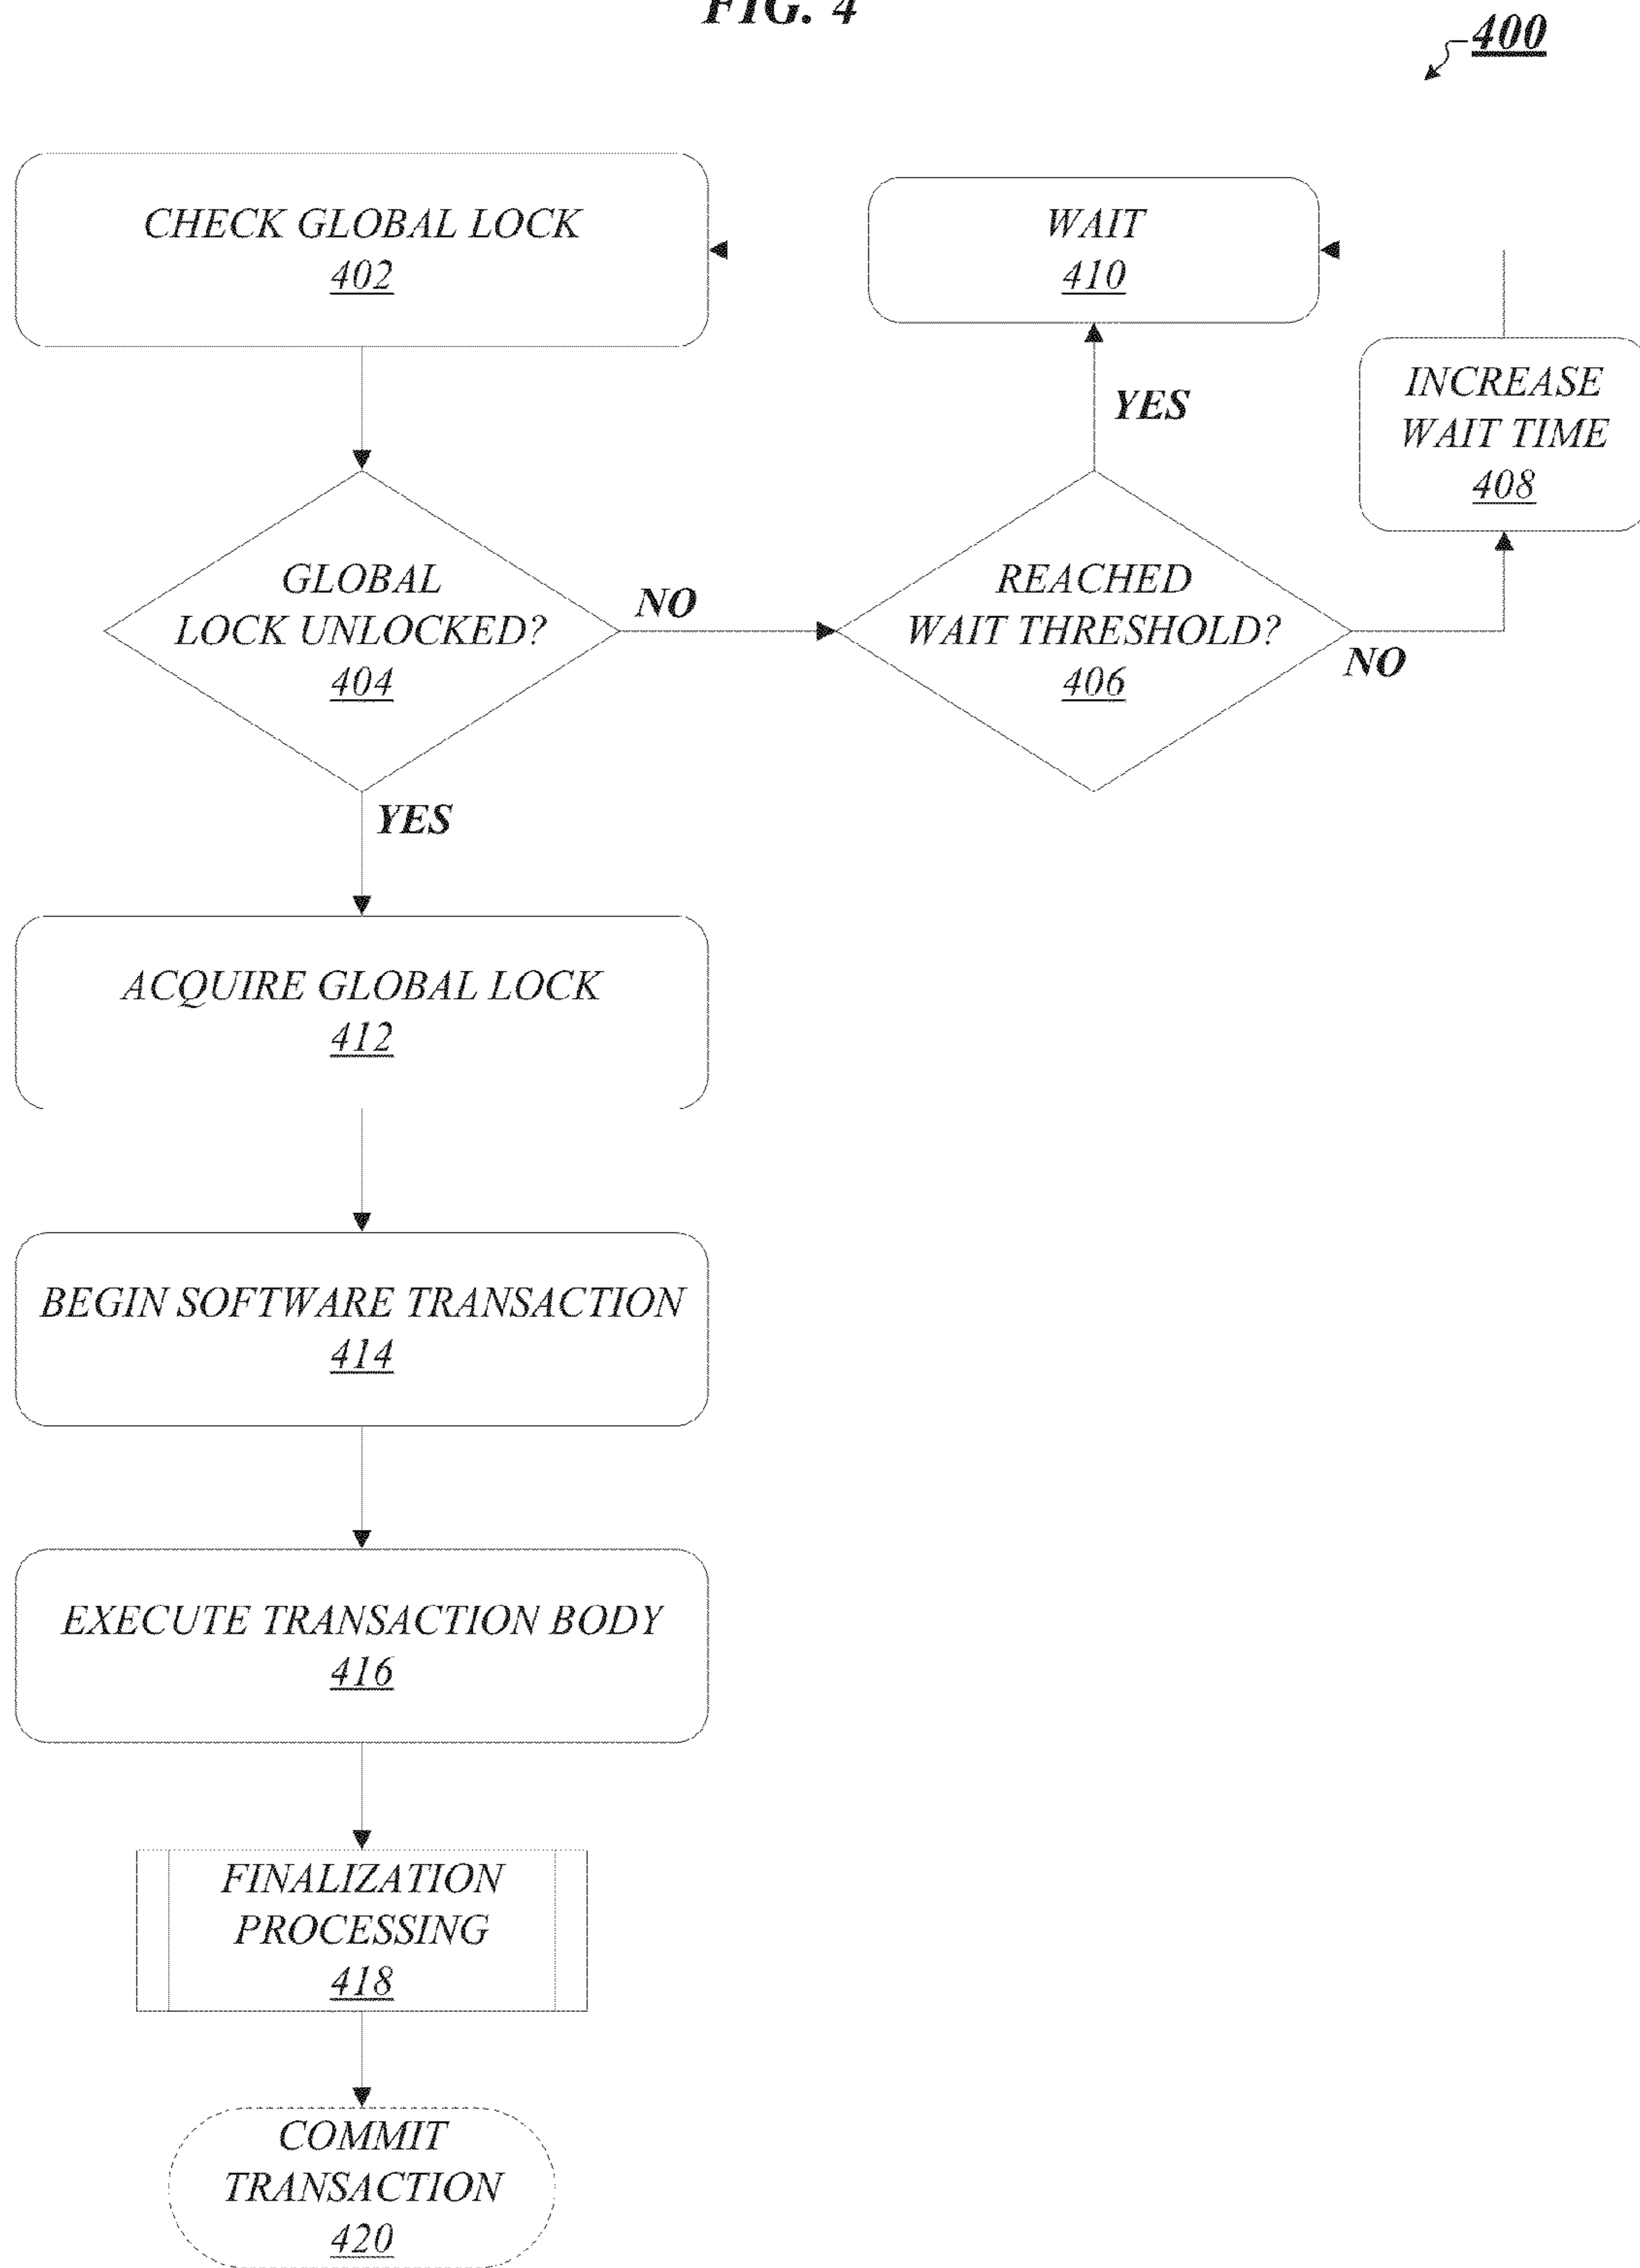 FIG. 4
400
CHECK GLOBAL LOCK
402
WAIT
410
INCREASE
WAIT TIME
408
YES
GLOBAL
LOCK UNLOCKED?
404
NO
REACHED
WAIT THRESHOLD?
406
NO
YES
ACQUIRE GLOBAL LOCK
412
BEGIN SOFTWARE TRANSACTION
414
EXECUTE TRANSACTION BODY
416
FINALIZATION
PROCESSING
418
COMMIT
TRANSACTION
420